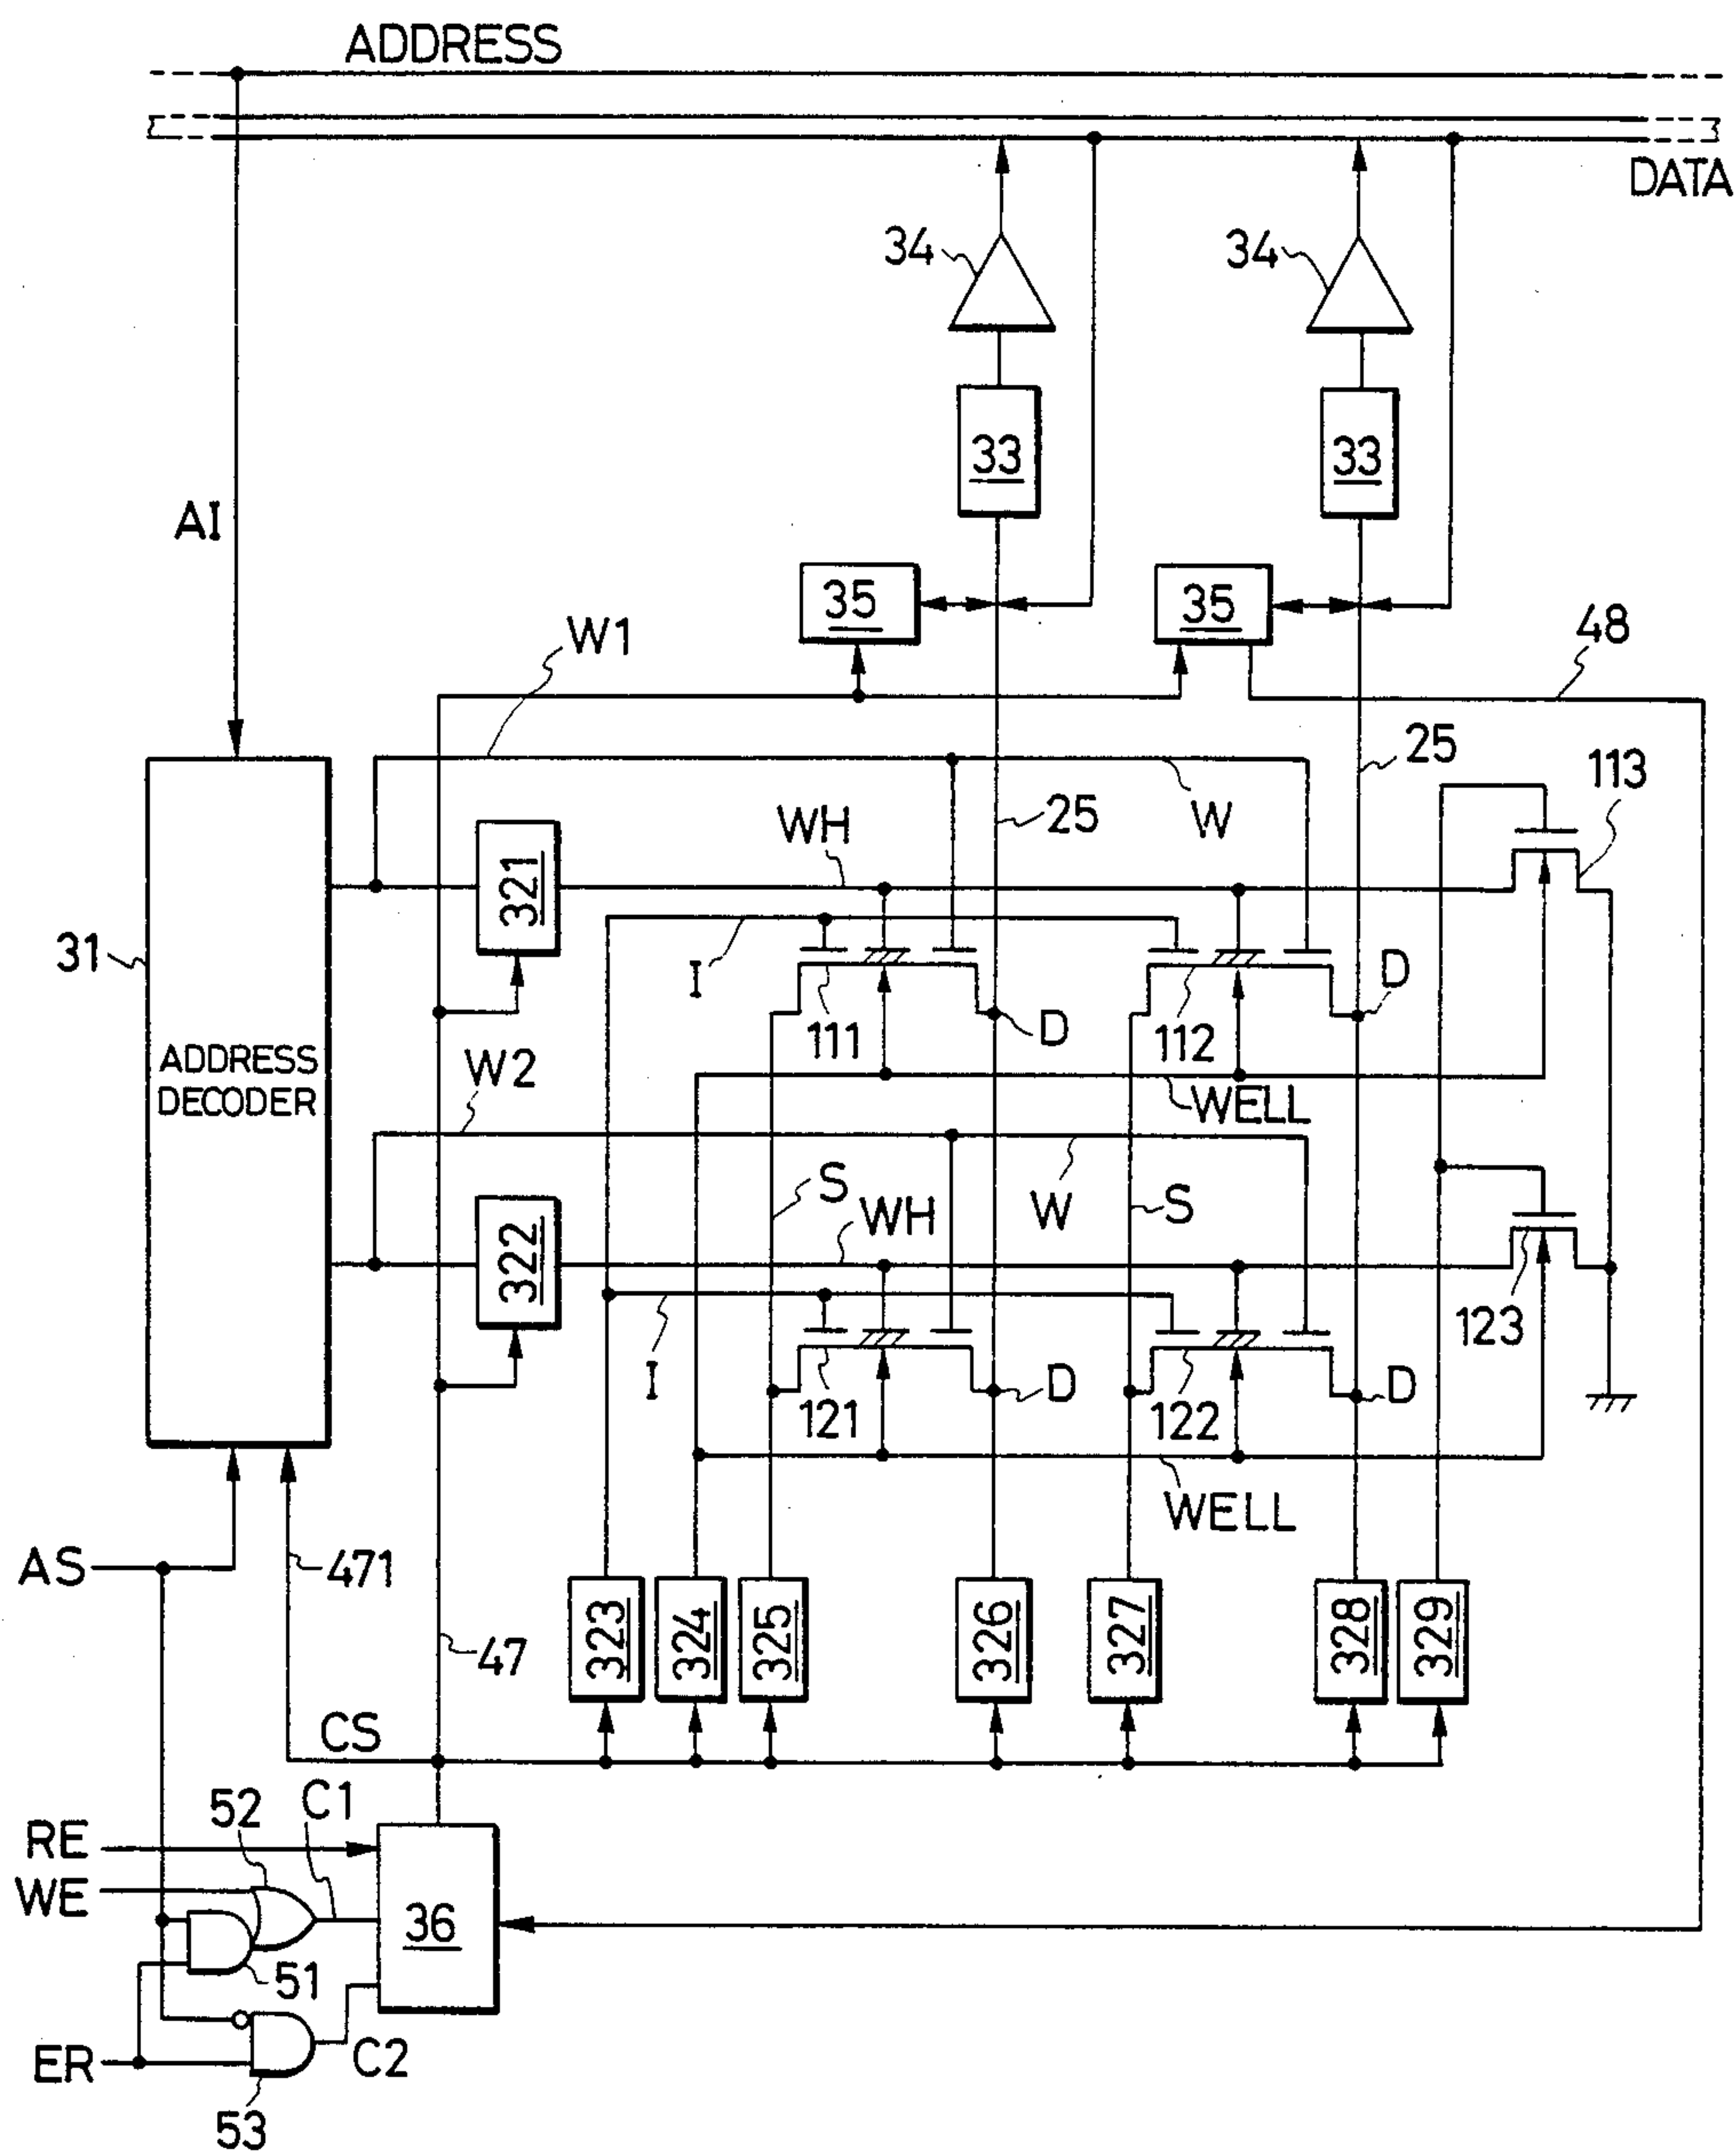 ADDRESS
DATA
34
34
33
33
AI
35
35
W1
48
25
113
25
W
WH
321
31
I
111
D
112
D
ADDRESS
DECODER
W2
WELL
S
W
S
WH
322
123
I
121
D
122
D
WELL
AS
471
47
323
324
325
326
327
328
329
CS
52
C1
RE
WE
36
51
ER
C2
53